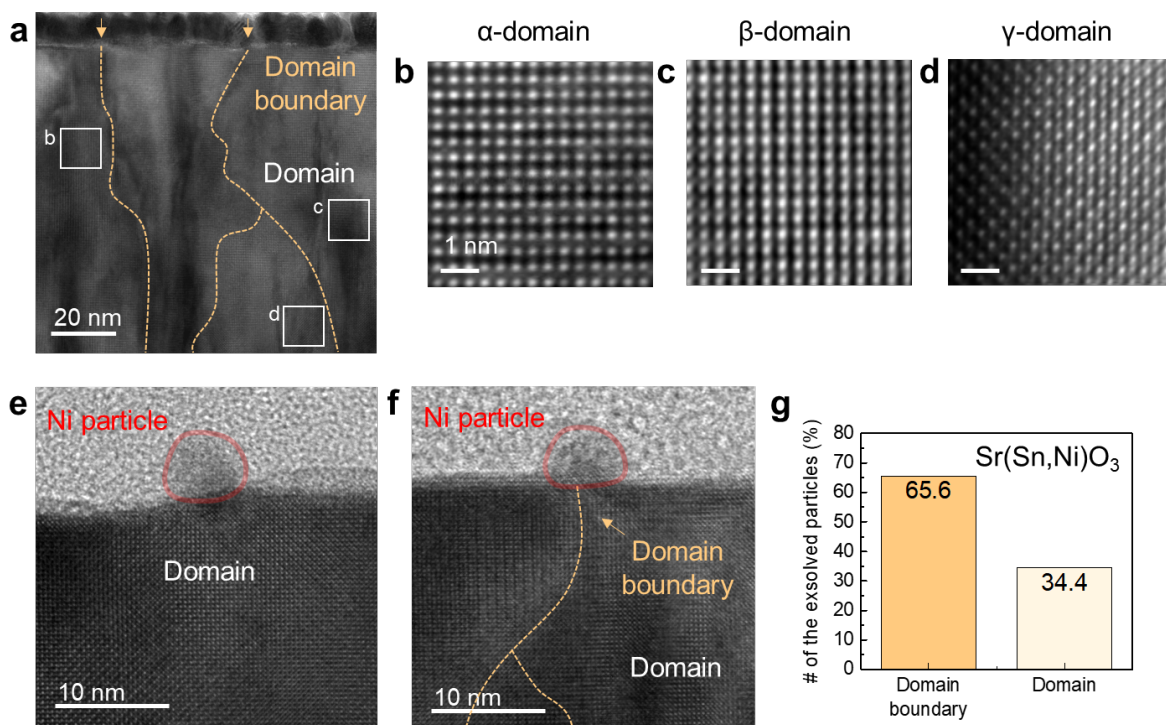 a
Domain
boundary
b
Domain
c
d
20 nm
α-domain
b
1 nm
β-domain
c
γ-domain
d
e
Ni particle
Domain
10 nm
f
Ni particle
Domain
boundary
Domain
10 nm
g
# of the exsolved particles (%)
80
70
60
50
40
30
20
10
0
Sr(Sn,Ni)O₃
65.6
34.4
Domain
boundary
Domain